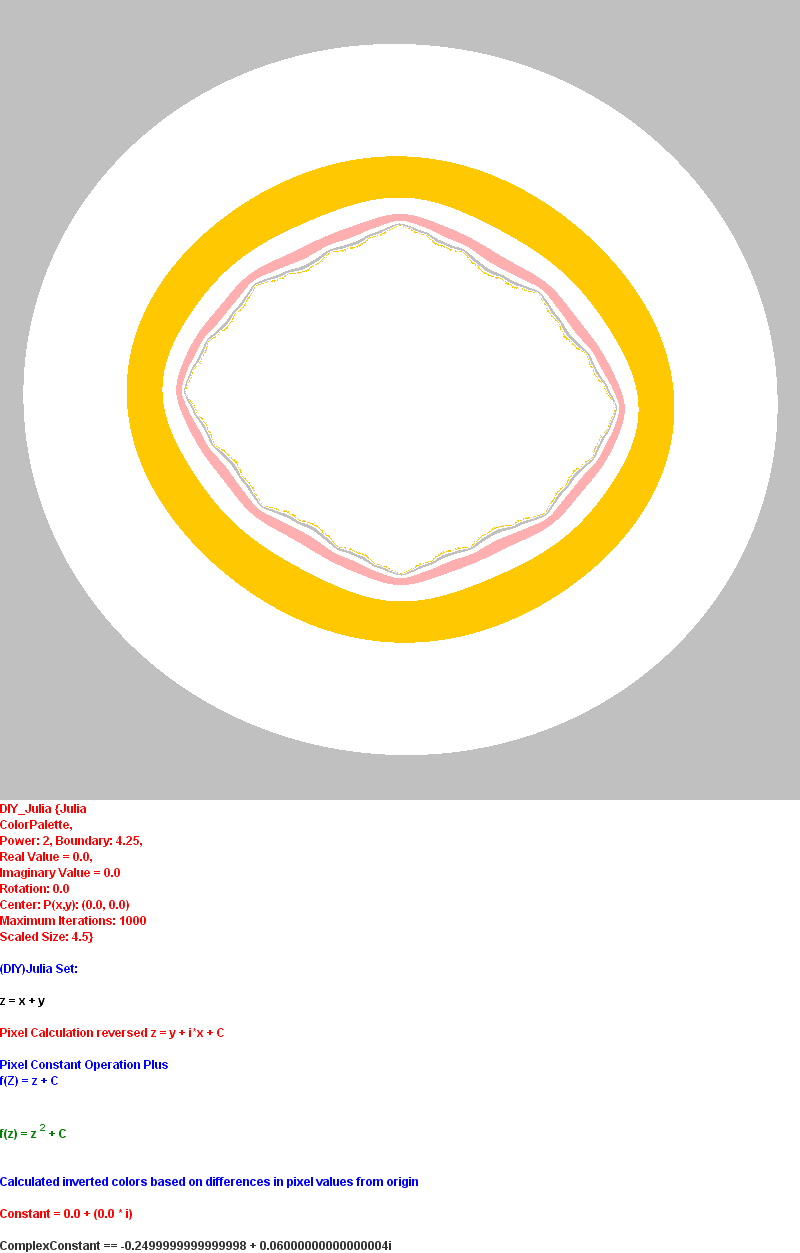 DIY_Julia {Julia
ColorPalette,
Power: 2, Boundary: 4.25,
Real Value = 0.0,
Imaginary Value = 0.0
Rotation: 0.0
Center: P(x,y): (0.0, 0.0)
Maximum Iterations: 1000
Scaled Size: 4.5}
(DIY)Julia Set:
z = x + y
Pixel Calculation reversed z = y + i*x + C
Pixel Constant Operation Plus
f(Z) = z + C
f(z) = z 2 + C
Calculated inverted colors based on differences in pixel values from origin
Constant = 0.0 + (0.0 * i)
ComplexConstant == -0.2499999999999998 + 0.06000000000000004i